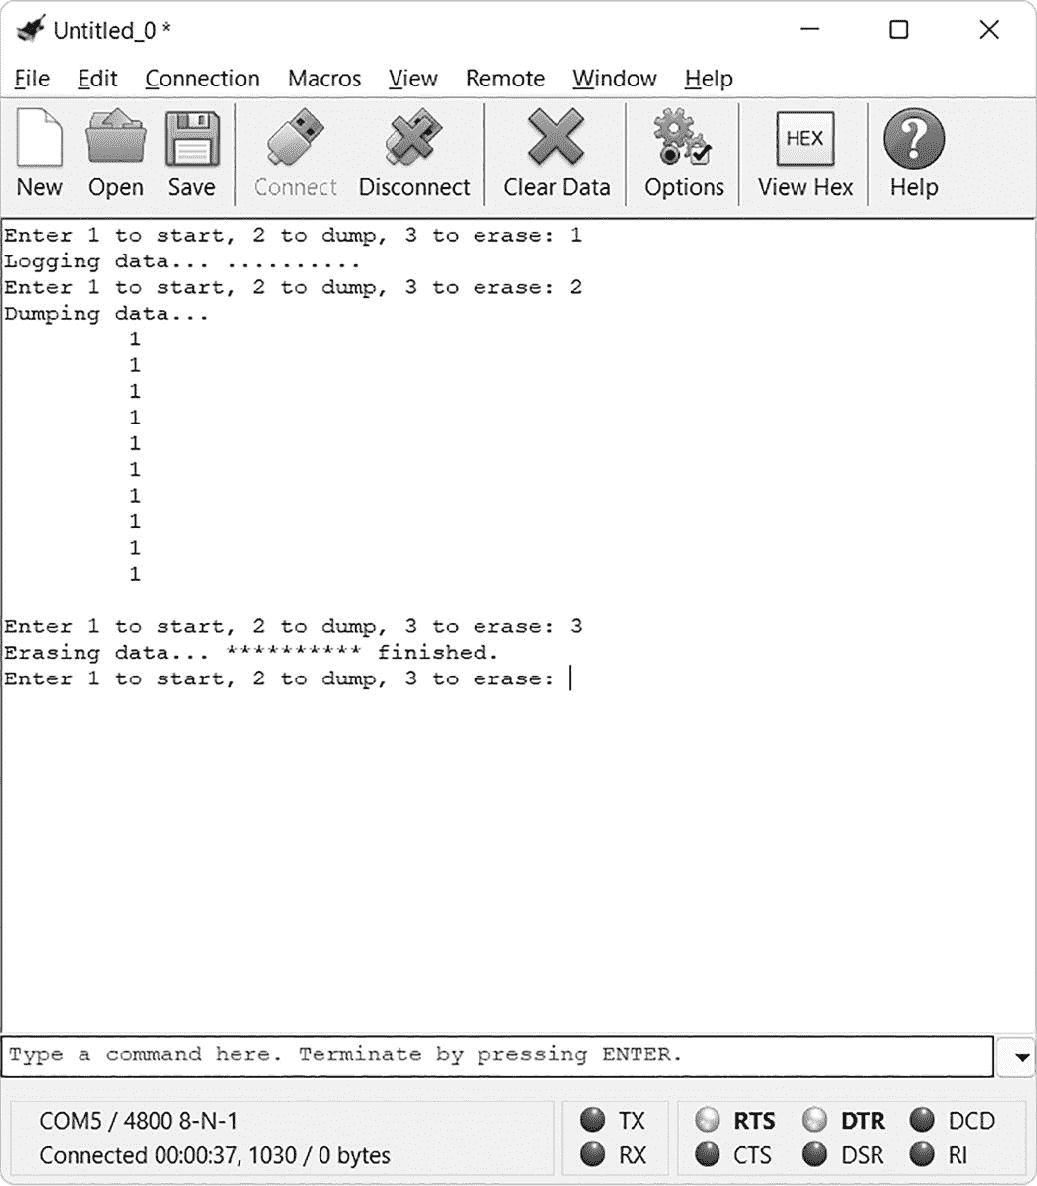 Untitled_0 *
File Edit Connection Macros View Remote Window Help
New Open Save Connect Disconnect Clear Data Options HEX View Hex ? Help
Enter 1 to start, 2 to dump, 3 to erase: 1
Logging data... ..........
Enter 1 to start, 2 to dump, 3 to erase: 2
Dumping data...
1
1
1
1
1
1
1
1
1
1
Enter 1 to start, 2 to dump, 3 to erase: 3
Erasing data... ********** finished.
Enter 1 to start, 2 to dump, 3 to erase:
Type a command here. Terminate by pressing ENTER.
COM5 / 4800 8-N-1
Connected 00:00:37, 1030 / 0 bytes
TX RTS DTR DCD
RX CTS DSR RI